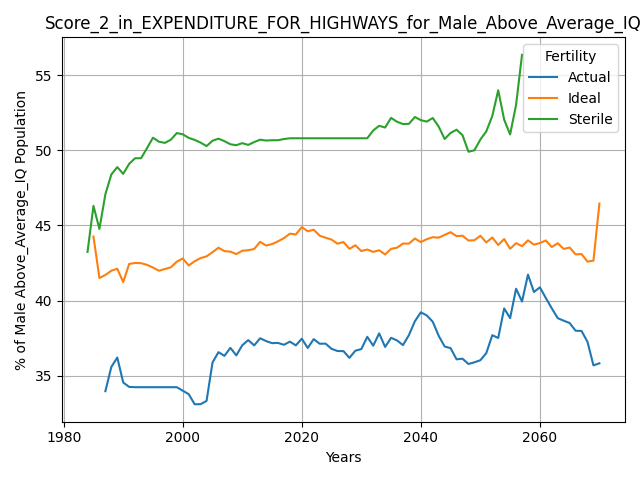 Score_2_in_EXPENDITURE_FOR_HIGHWAYS_for_Male_Above_Average_IQ
% of Male Above_Average_IQ Population
55
50
45
40
35
Fertility
Actual
Ideal
Sterile
1980
2000
2020
2040
2060
Years